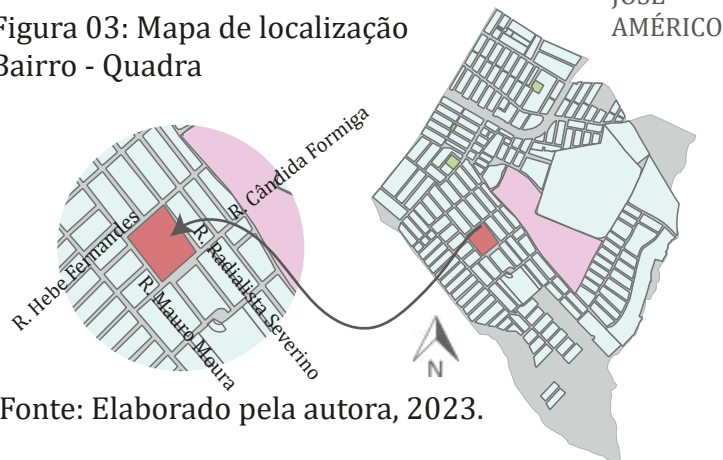 Figura 03: Mapa de localização
Bairro - Quadra
JOSÉ
AMÉRICO
R. Cândida Formiga
R. Hebe Fernandes
R. Radialista Severino
R. Mauro Moura
N
Fonte: Elaborado pela autora, 2023.